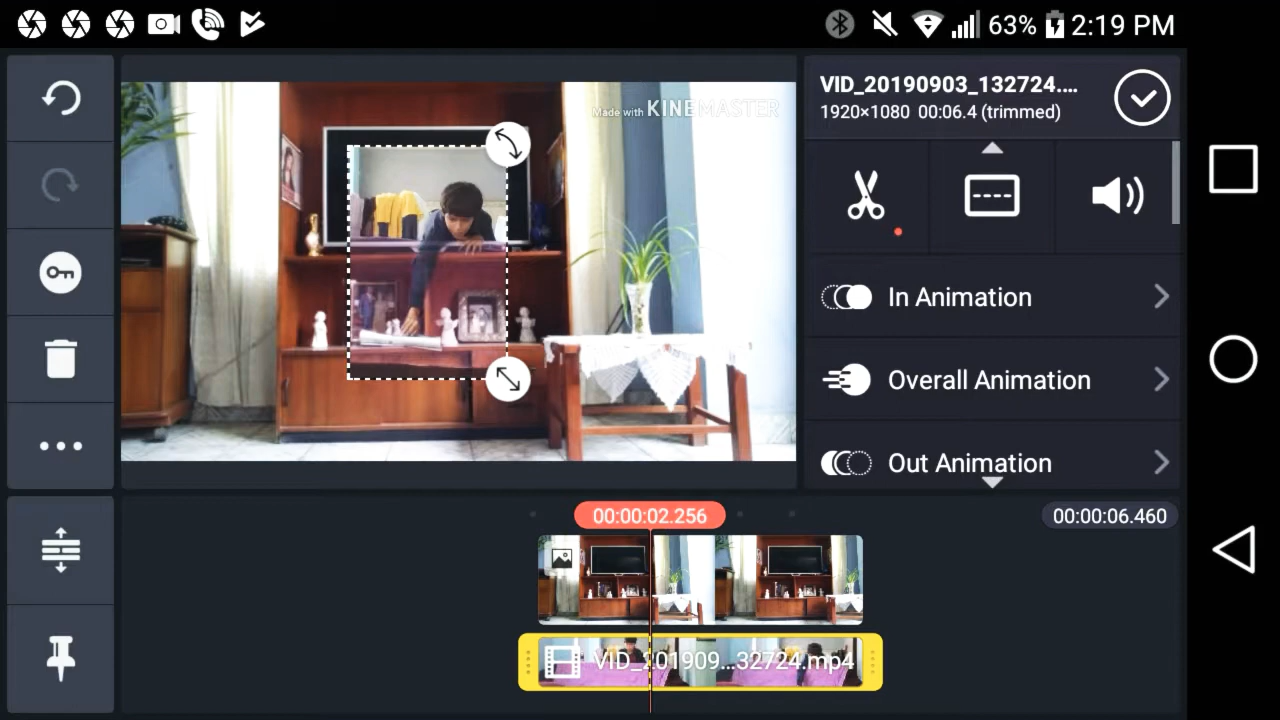 63% 2:19 PM
Made with KINEMASTER
VID_20190903_132724....
1920×1080 00:06.4 (trimmed)
In Animation
Overall Animation
Out Animation
00:00:02.256
00:00:06.460
VID_201909...32724.mp4